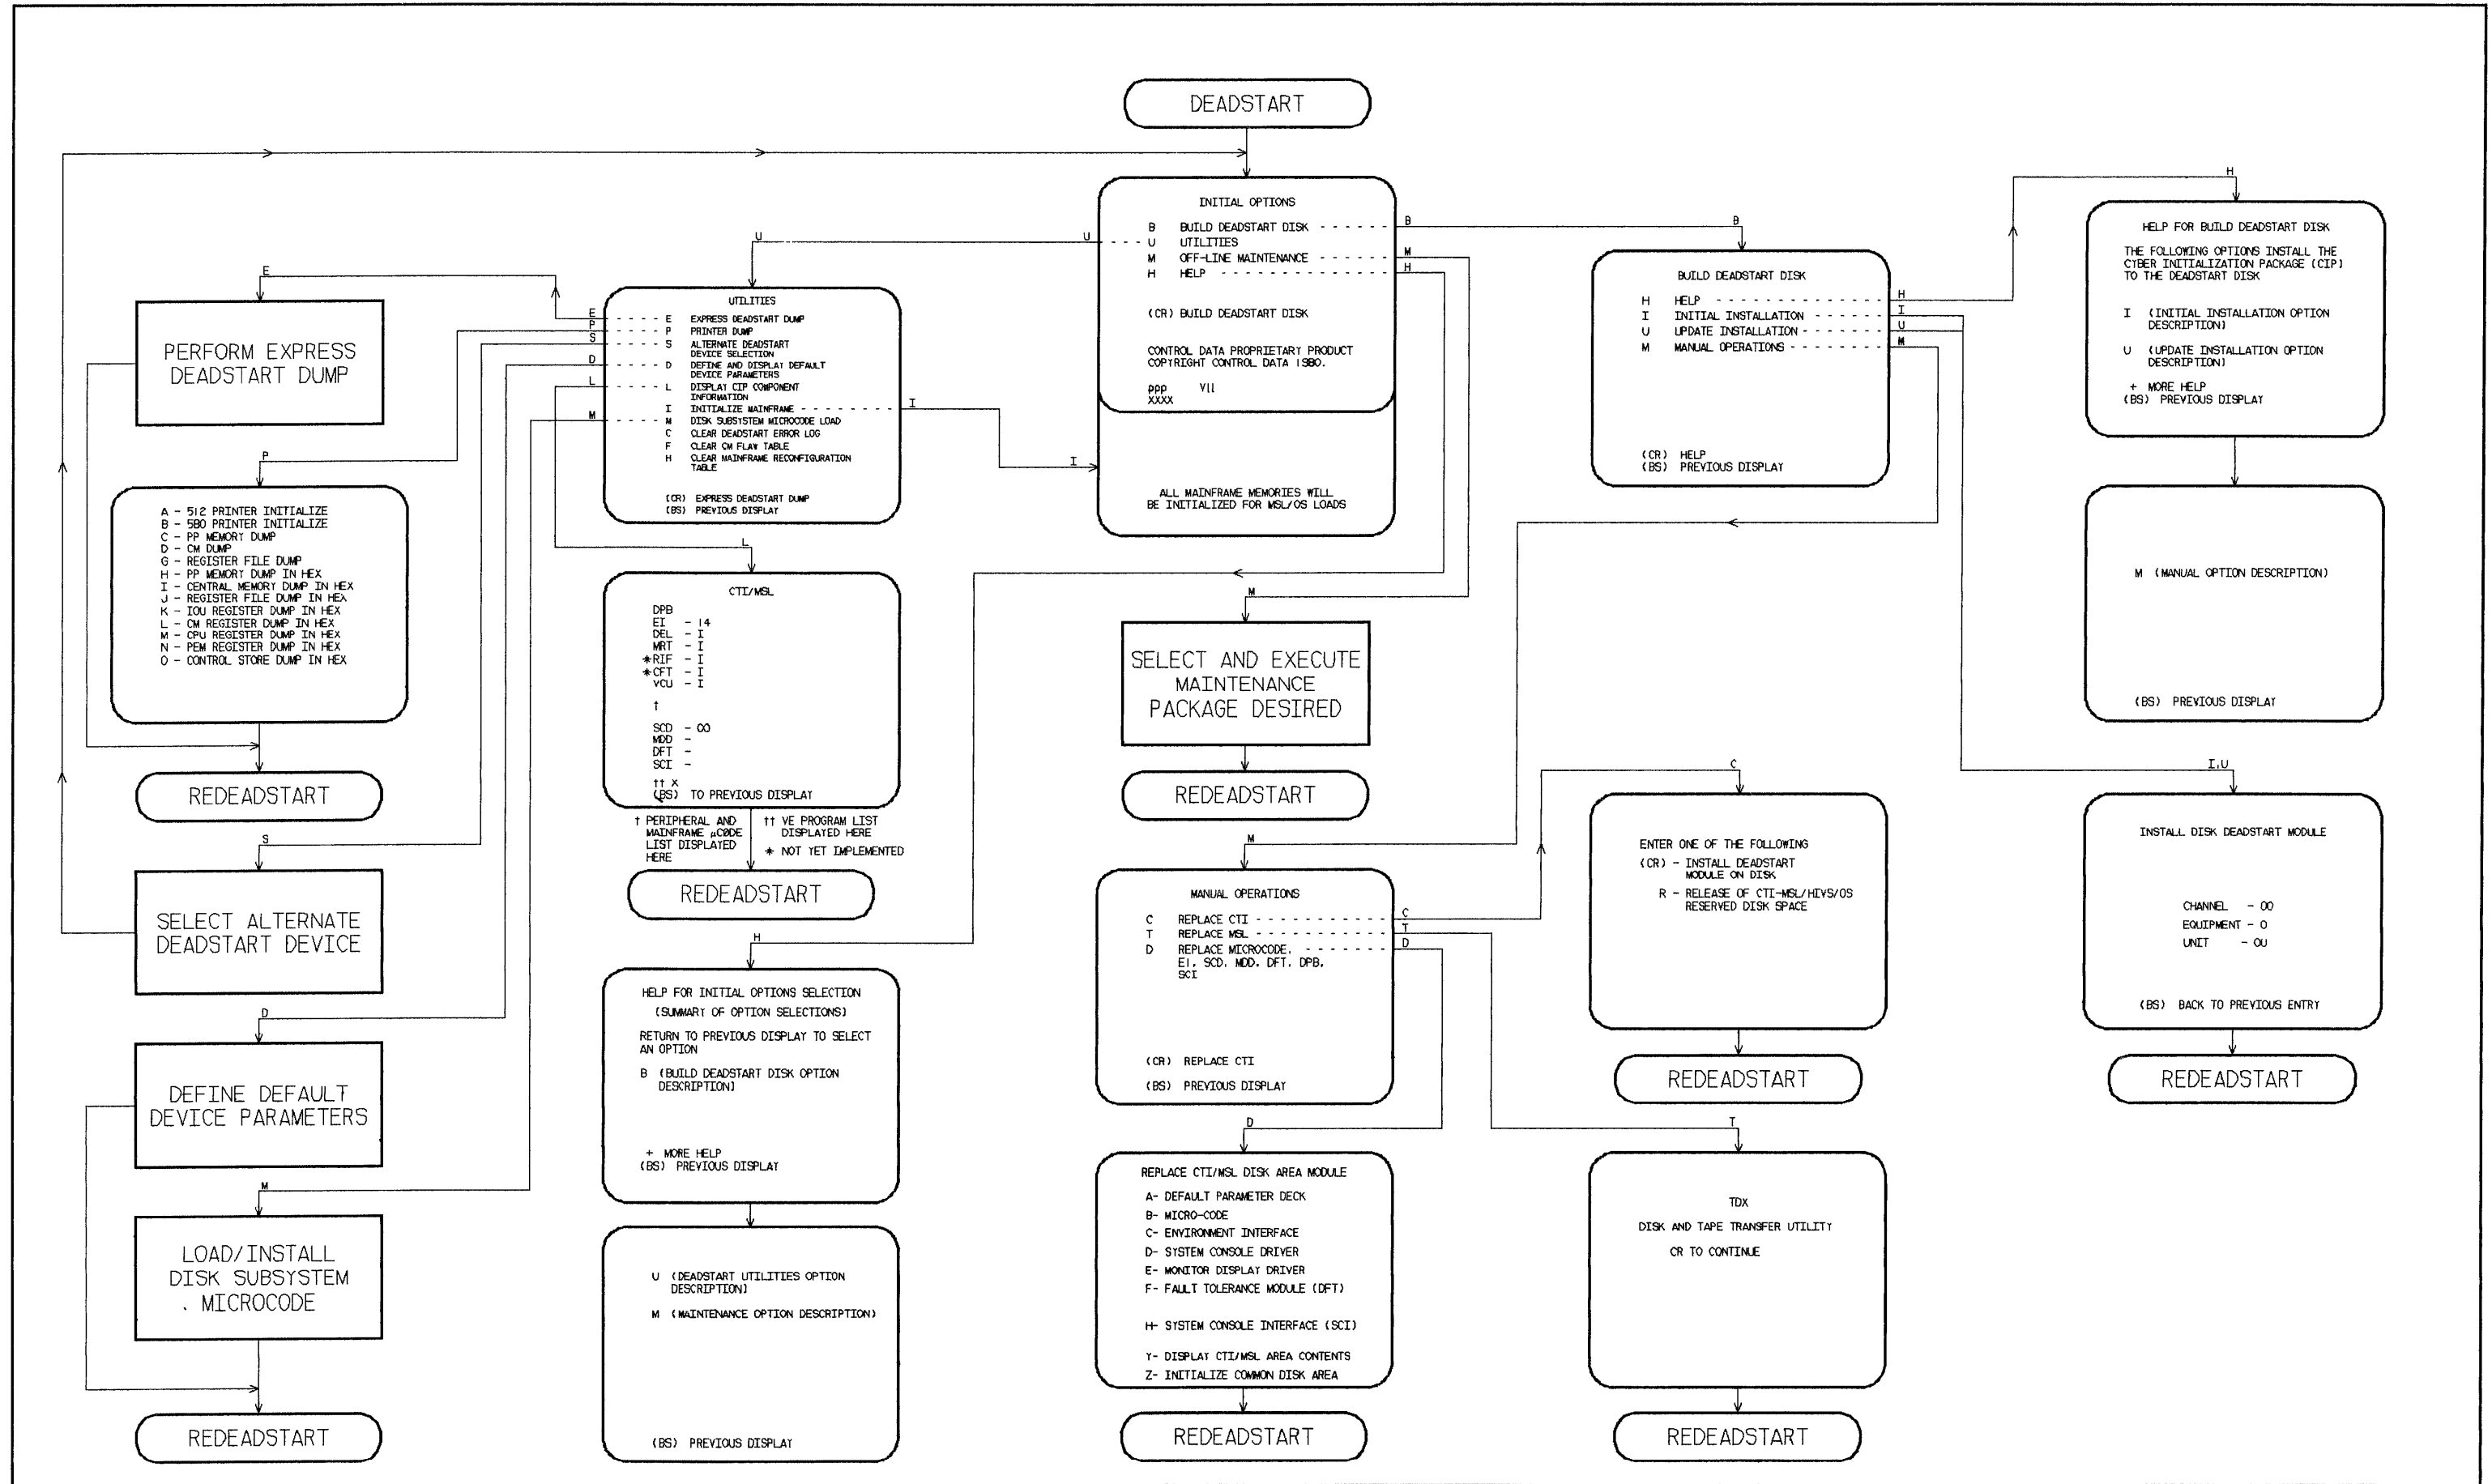 DEADSTART
INITIAL OPTIONS
B BUILD DEADSTART DISK - - - - - - B
U - - - - U UTILITIES
M OFF-LINE MAINTENANCE - - - - - - M
H HELP - - - - - - - - - - - - - H
(CR) BUILD DEADSTART DISK
CONTROL DATA PROPRIETARY PRODUCT
COPYRIGHT CONTROL DATA 1980.
PPP V11
XXXX
ALL MAINFRAME MEMORIES WILL
BE INITIALIZED FOR MSL/OS LOADS
U
UTILITIES
E - - - - E EXPRESS DEADSTART DUMP
P - - - - P PRINTER DUMP
S - - - - S ALTERNATE DEADSTART
DEVICE SELECTION
D - - - - D DEFINE AND DISPLAY DEFAULT
DEVICE PARAMETERS
L - - - - L DISPLAY CIP COMPONENT
INFORMATION
I INITIALIZE MAINFRAME - - - - - - - - I
M - - - - M DISK SUBSYSTEM MICROCODE LOAD
C CLEAR DEADSTART ERROR LOG
F CLEAR CM FLAW TABLE
H CLEAR MAINFRAME RECONFIGURATION
TABLE
(CR) EXPRESS DEADSTART DUMP
(BS) PREVIOUS DISPLAY
I
E
PERFORM EXPRESS
DEADSTART DUMP
P
A - 512 PRINTER INITIALIZE
B - 580 PRINTER INITIALIZE
C - PP MEMORY DUMP
D - CM DUMP
G - REGISTER FILE DUMP
H - PP MEMORY DUMP IN HEX
I - CENTRAL MEMORY DUMP IN HEX
J - REGISTER FILE DUMP IN HEX
K - IOU REGISTER DUMP IN HEX
L - CM REGISTER DUMP IN HEX
M - CPU REGISTER DUMP IN HEX
N - PEM REGISTER DUMP IN HEX
O - CONTROL STORE DUMP IN HEX
REDEADSTART
S
SELECT ALTERNATE
DEADSTART DEVICE
D
DEFINE DEFAULT
DEVICE PARAMETERS
M
LOAD/INSTALL
DISK SUBSYSTEM
. MICROCODE
REDEADSTART
L
CTI/MSL
DPB
EI - 14
DEL - I
MRT - I
*RIF - I
*CFT - I
VCU - I
†
SCD - 00
MDD -
DFT -
SCI -
†† X
(BS) TO PREVIOUS DISPLAY
† PERIPHERAL AND
MAINFRAME µCODE
LIST DISPLAYED
HERE
†† VE PROGRAM LIST
DISPLAYED HERE
* NOT YET IMPLEMENTED
REDEADSTART
H
HELP FOR INITIAL OPTIONS SELECTION
(SUMMARY OF OPTION SELECTIONS)
RETURN TO PREVIOUS DISPLAY TO SELECT
AN OPTION
B (BUILD DEADSTART DISK OPTION
DESCRIPTION)
+ MORE HELP
(BS) PREVIOUS DISPLAY
U (DEADSTART UTILITIES OPTION
DESCRIPTION)
M (MAINTENANCE OPTION DESCRIPTION)
(BS) PREVIOUS DISPLAY
M
SELECT AND EXECUTE
MAINTENANCE
PACKAGE DESIRED
REDEADSTART
B
BUILD DEADSTART DISK
H HELP - - - - - - - - - - - - - - H
I INITIAL INSTALLATION - - - - - - I
U UPDATE INSTALLATION - - - - - - - U
M MANUAL OPERATIONS - - - - - - - - M
(CR) HELP
(BS) PREVIOUS DISPLAY
H
HELP FOR BUILD DEADSTART DISK
THE FOLLOWING OPTIONS INSTALL THE
CYBER INITIALIZATION PACKAGE (CIP)
TO THE DEADSTART DISK
I (INITIAL INSTALLATION OPTION
DESCRIPTION)
U (UPDATE INSTALLATION OPTION
DESCRIPTION)
+ MORE HELP
(BS) PREVIOUS DISPLAY
M (MANUAL OPTION DESCRIPTION)
(BS) PREVIOUS DISPLAY
I,U
INSTALL DISK DEADSTART MODULE
CHANNEL - 00
EQUIPMENT - 0
UNIT - 0U
(BS) BACK TO PREVIOUS ENTRY
REDEADSTART
M
MANUAL OPERATIONS
C REPLACE CTI - - - - - - - - - - - C
T REPLACE MSL - - - - - - - - - - - T
D REPLACE MICROCODE, - - - - - - - - D
EI, SCD, MDD, DFT, DPB,
SCI
(CR) REPLACE CTI
(BS) PREVIOUS DISPLAY
C
ENTER ONE OF THE FOLLOWING
(CR) - INSTALL DEADSTART
MODULE ON DISK
R - RELEASE OF CTI-MSL/HIVS/OS
RESERVED DISK SPACE
REDEADSTART
D
REPLACE CTI/MSL DISK AREA MODULE
A- DEFAULT PARAMETER DECK
B- MICRO-CODE
C- ENVIRONMENT INTERFACE
D- SYSTEM CONSOLE DRIVER
E- MONITOR DISPLAY DRIVER
F- FAULT TOLERANCE MODULE (DFT)
H- SYSTEM CONSOLE INTERFACE (SCI)
Y- DISPLAY CTI/MSL AREA CONTENTS
Z- INITIALIZE COMMON DISK AREA
REDEADSTART
T
TDX
DISK AND TAPE TRANSFER UTILITY
CR TO CONTINUE
REDEADSTART